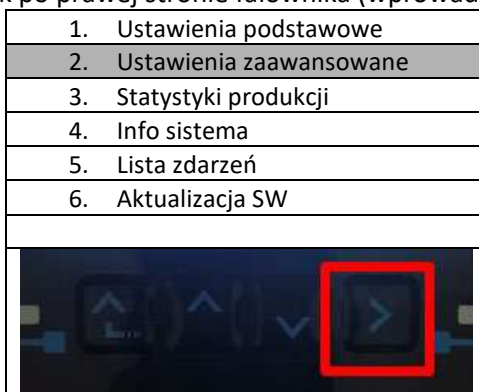 po prawej stronie falownika (wprowad
1. Ustawienia podstawowe
2. Ustawienia zaawansowane
3. Statystyki produkcji
4. Info sistema
5. Lista zdarzeń
6. Aktualizacja SW